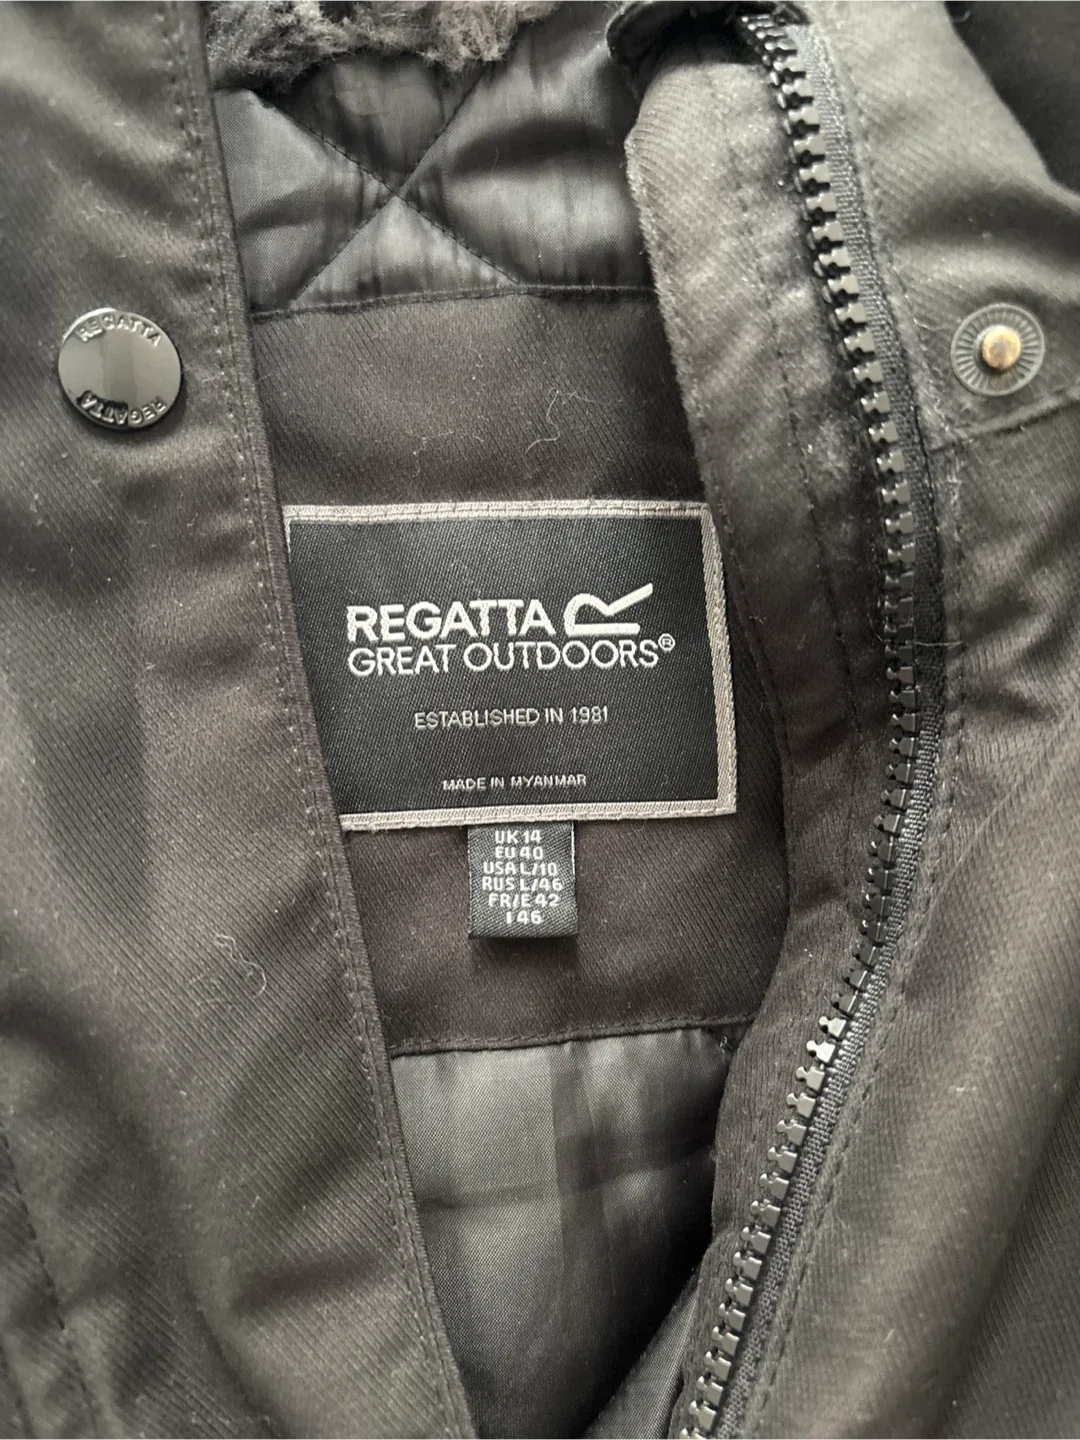 REGATTA
REGATTA
REGATTA
GREAT OUTDOORS®
ESTABLISHED IN 1981
MADE IN MYANMAR
UK 14
EU 40
USA L/10
RUS L/46
FR/E 42
I 46